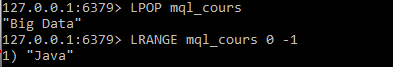 127.0.0.1:6379> LPOP mql_cours
"Big Data"
127.0.0.1:6379> LRANGE mql_cours 0 -1
1) "Java"